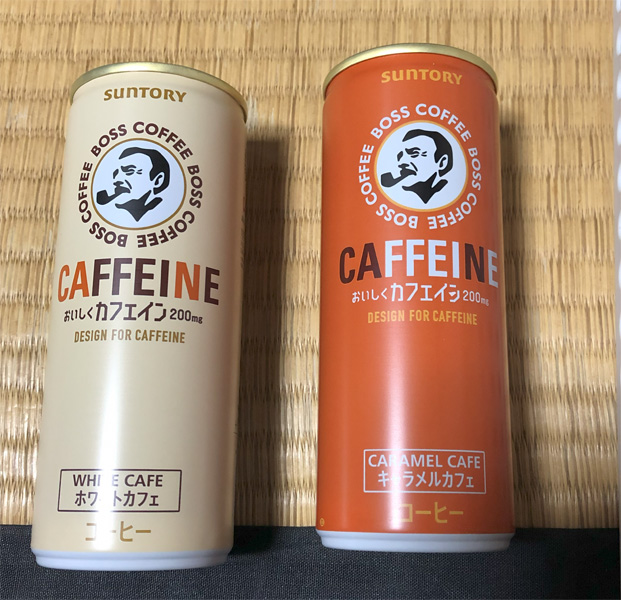 SUNTORY
BOSS COFFEE BOSS COFFEE BOSS COFFEE
CAFFEINE
おいしくカフェイン200mg
DESIGN FOR CAFFEINE
WHITE CAFE
ホワイトカフェ
コーヒー
SUNTORY
BOSS COFFEE BOSS COFFEE BOSS COFFEE
CAFFEINE
おいしくカフェイン200mg
DESIGN FOR CAFFEINE
CARAMEL CAFE
キャラメルカフェ
コーヒー